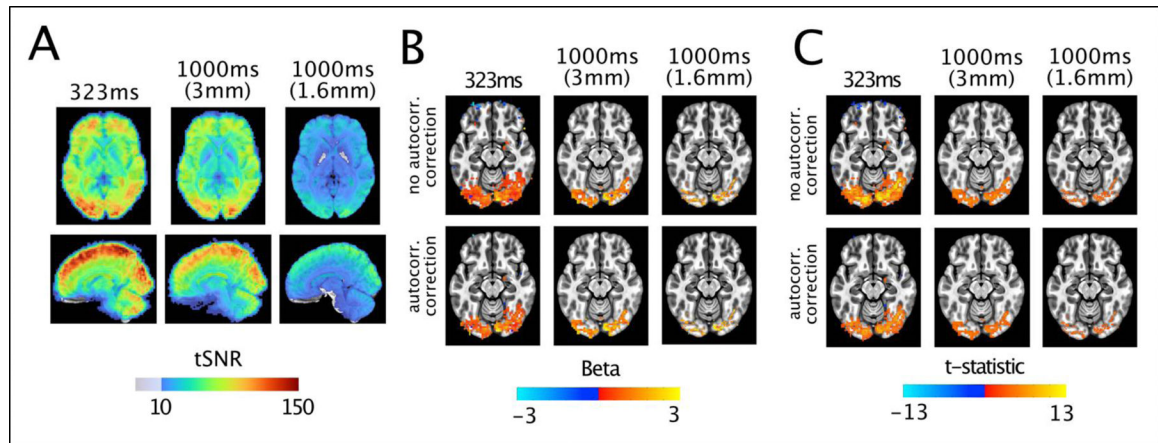 A
323ms
1000ms
(3mm)
1000ms
(1.6mm)
tSNR
10
150
B
323ms
1000ms
(3mm)
1000ms
(1.6mm)
no autocorr.
correction
autocorr.
correction
Beta
-3
3
C
323ms
1000ms
(3mm)
1000ms
(1.6mm)
no autocorr.
correction
autocorr.
correction
t-statistic
-13
13